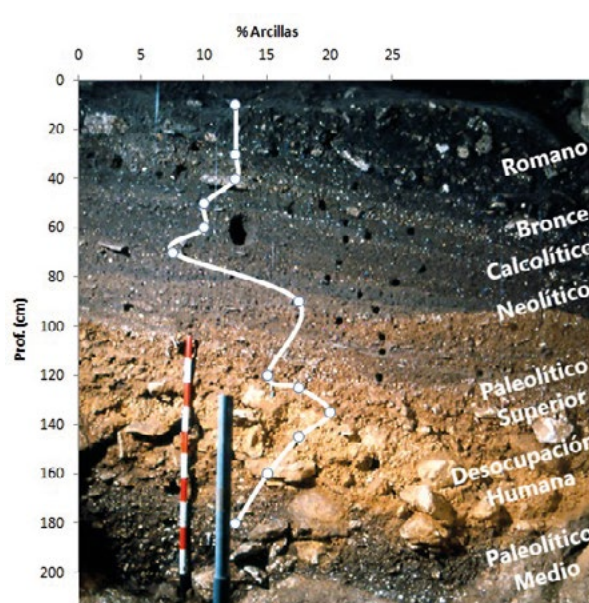 % Arcillas
0 5 10 15 20 25
Prof. (cm)
0
20
40
60
80
100
120
140
160
180
200
Romano
Bronce
Calcolítico
Neolítico
Paleolítico
Superior
Desocupación
Humana
Paleolítico
Medio